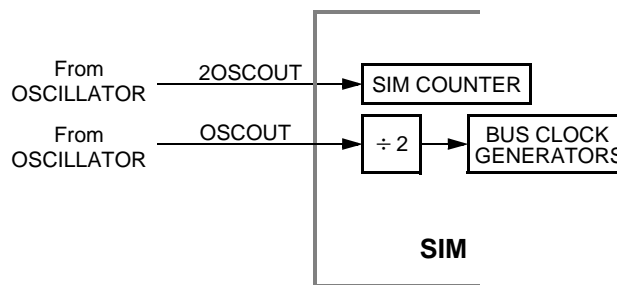 From
OSCILLATOR
2OSCOUT
SIM COUNTER
From
OSCILLATOR
OSCOUT
÷ 2
BUS CLOCK
GENERATORS
SIM